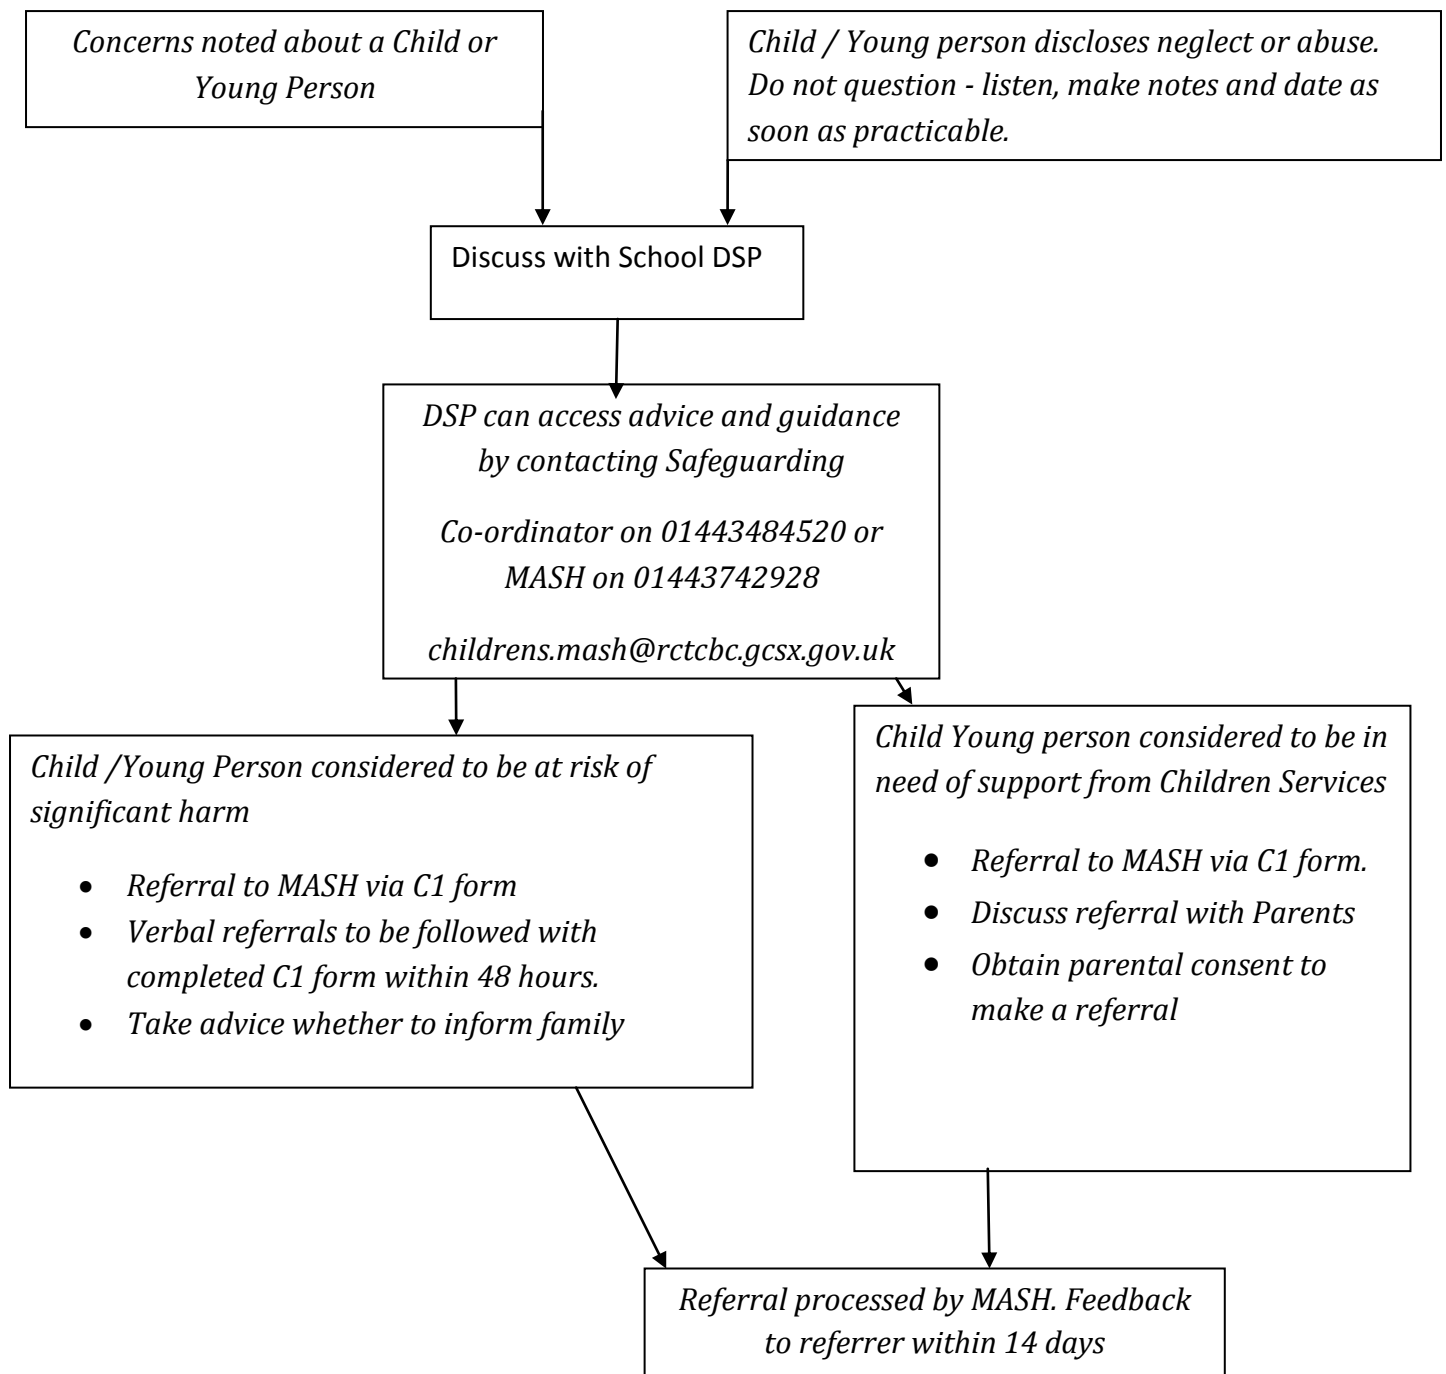 Concerns noted about a Child or
Young Person
Child / Young person discloses neglect or abuse.
Do not question - listen, make notes and date as
soon as practicable.
Discuss with School DSP
DSP can access advice and guidance
by contacting Safeguarding
Co-ordinator on 01443484520 or
MASH on 01443742928
childrens.mash@rctcbc.gcsx.gov.uk
Child /Young Person considered to be at risk of
significant harm
• Referral to MASH via C1 form
• Verbal referrals to be followed with
completed C1 form within 48 hours.
• Take advice whether to inform family
Child Young person considered to be in
need of support from Children Services
• Referral to MASH via C1 form.
• Discuss referral with Parents
• Obtain parental consent to
make a referral
Referral processed by MASH. Feedback
to referrer within 14 days